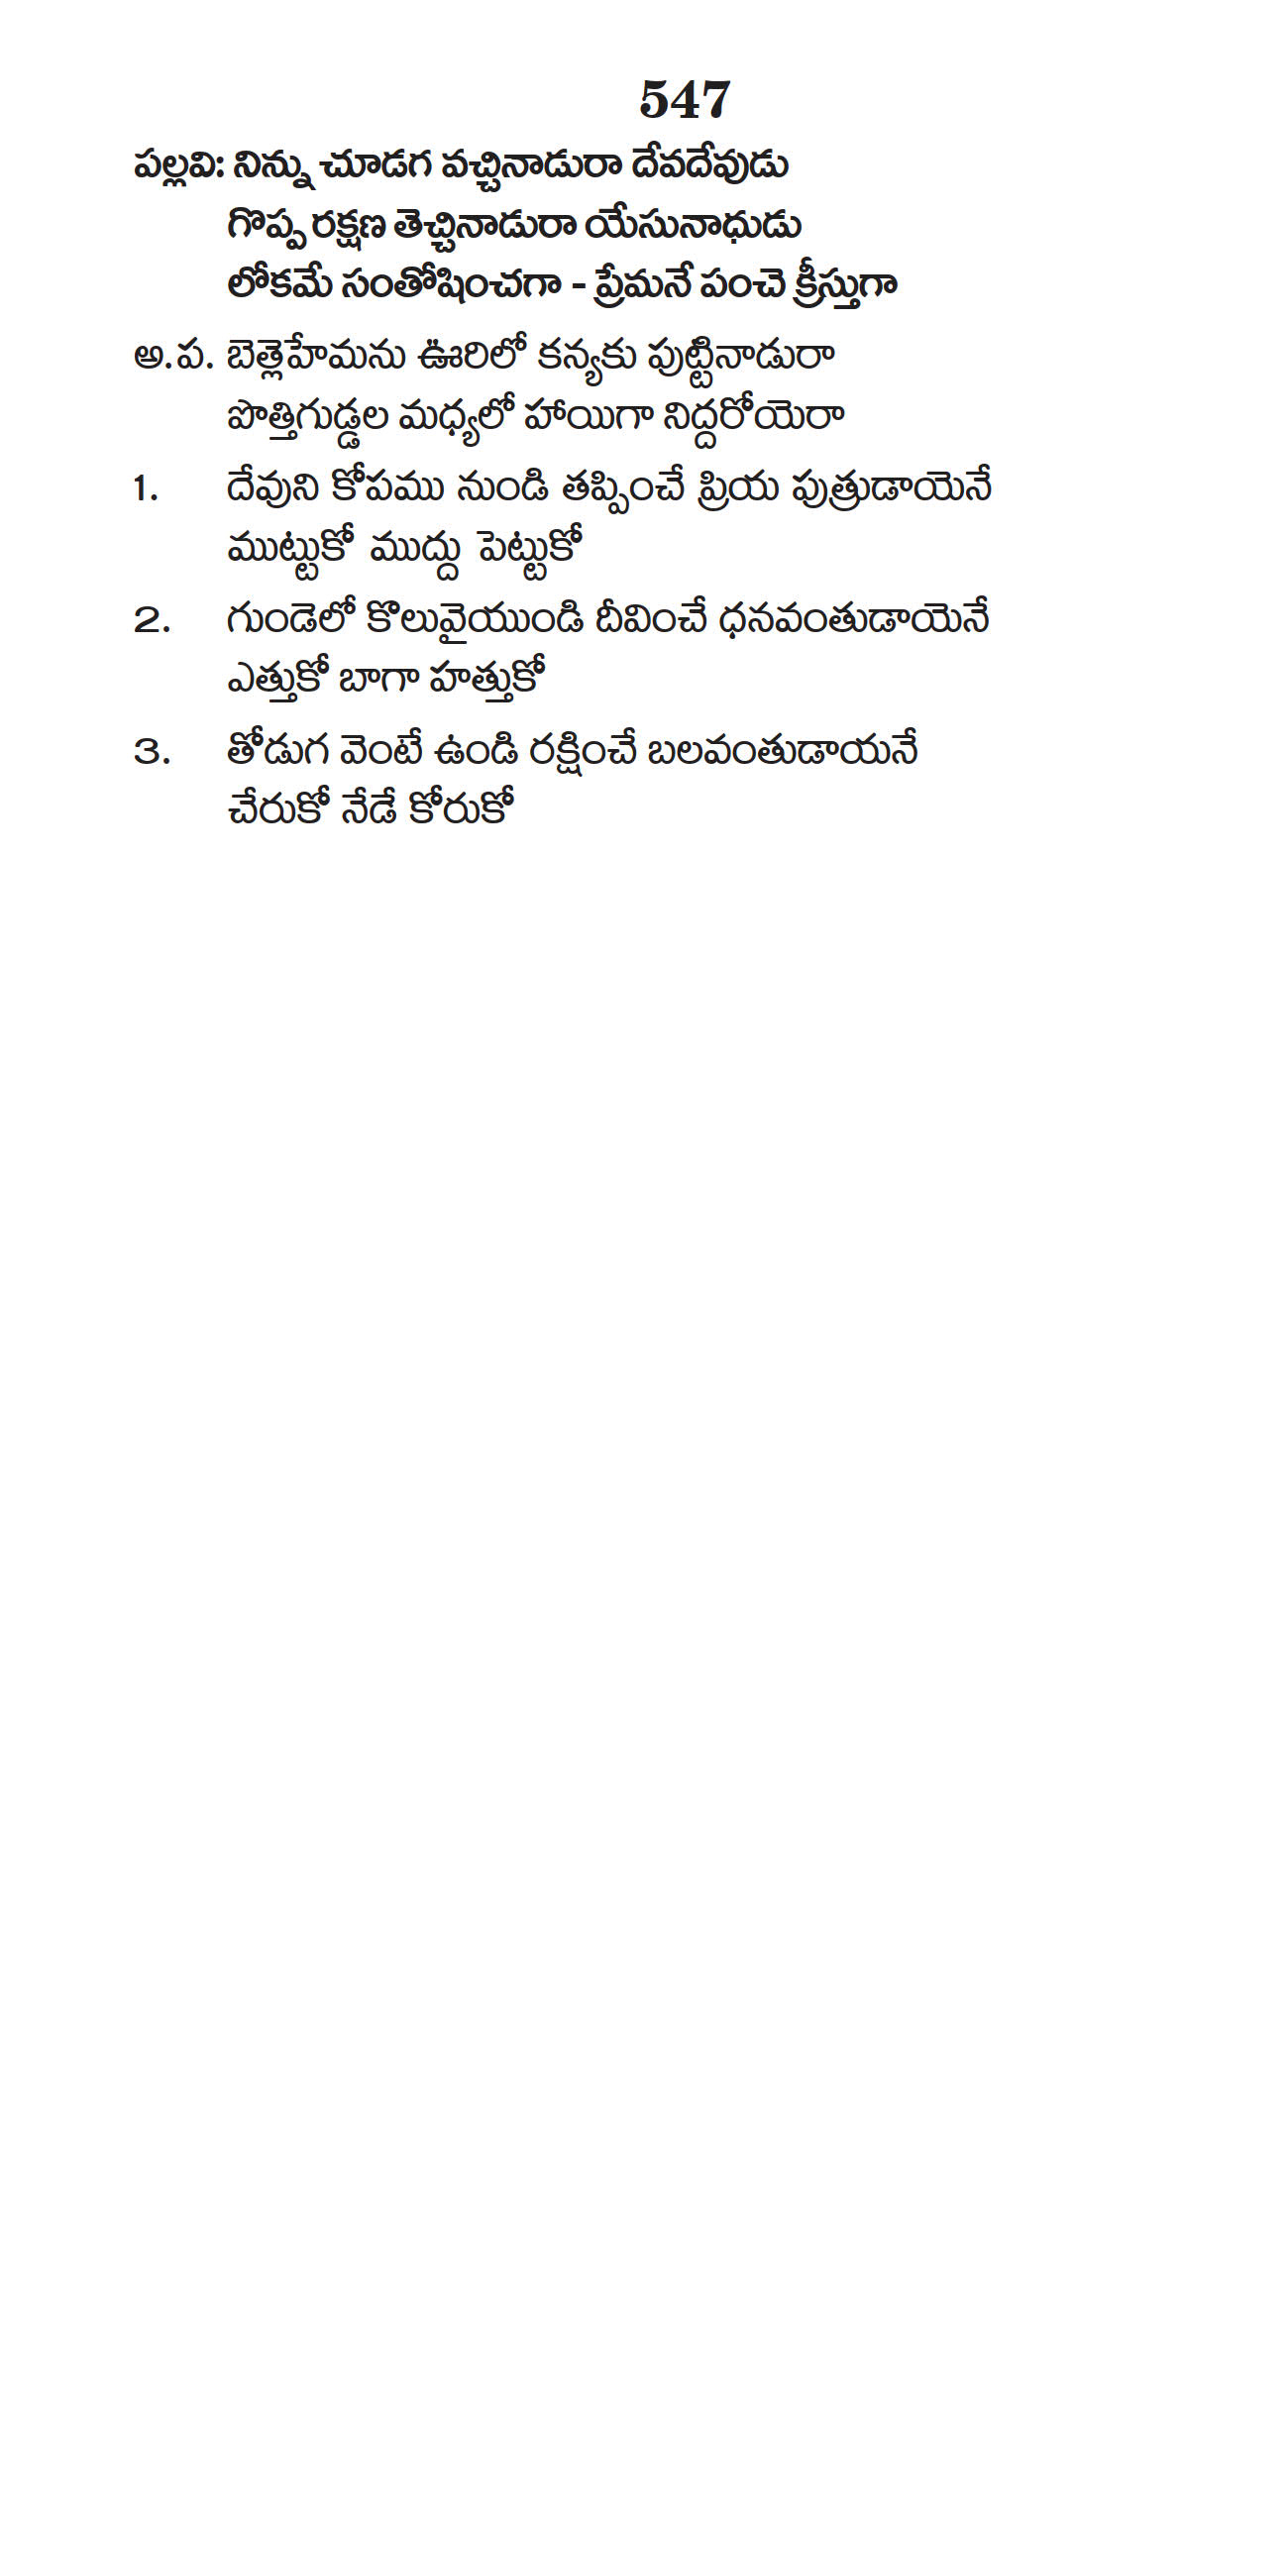 547
పల్లవి: నిన్ను చూడగ వచ్చినాడురా దేవదేవుడు
గొప్ప రక్షణ తెచ్చినాడురా యేసునాధుడు
లోకమే సంతోషించగా - ప్రేమనే పంచె క్రీస్తుగా
అ.ప. బెత్లెహేమను ఊరిలో కన్యకు పుట్టినాడురా
పొత్తిగుడ్డల మధ్యలో హాయిగా నిద్దరోయెరా
1. దేవుని కోపము నుండి తప్పించే ప్రియ పుత్రుడాయెనే
ముట్టుకో ముద్దు పెట్టుకో
2. గుండెలో కొలువైయుండి దీవించే ధనవంతుడాయెనే
ఎత్తుకో బాగా హత్తుకో
3. తోడుగ వెంటే ఉండి రక్షించే బలవంతుడాయనే
చేరుకో నేడే కోరుకో